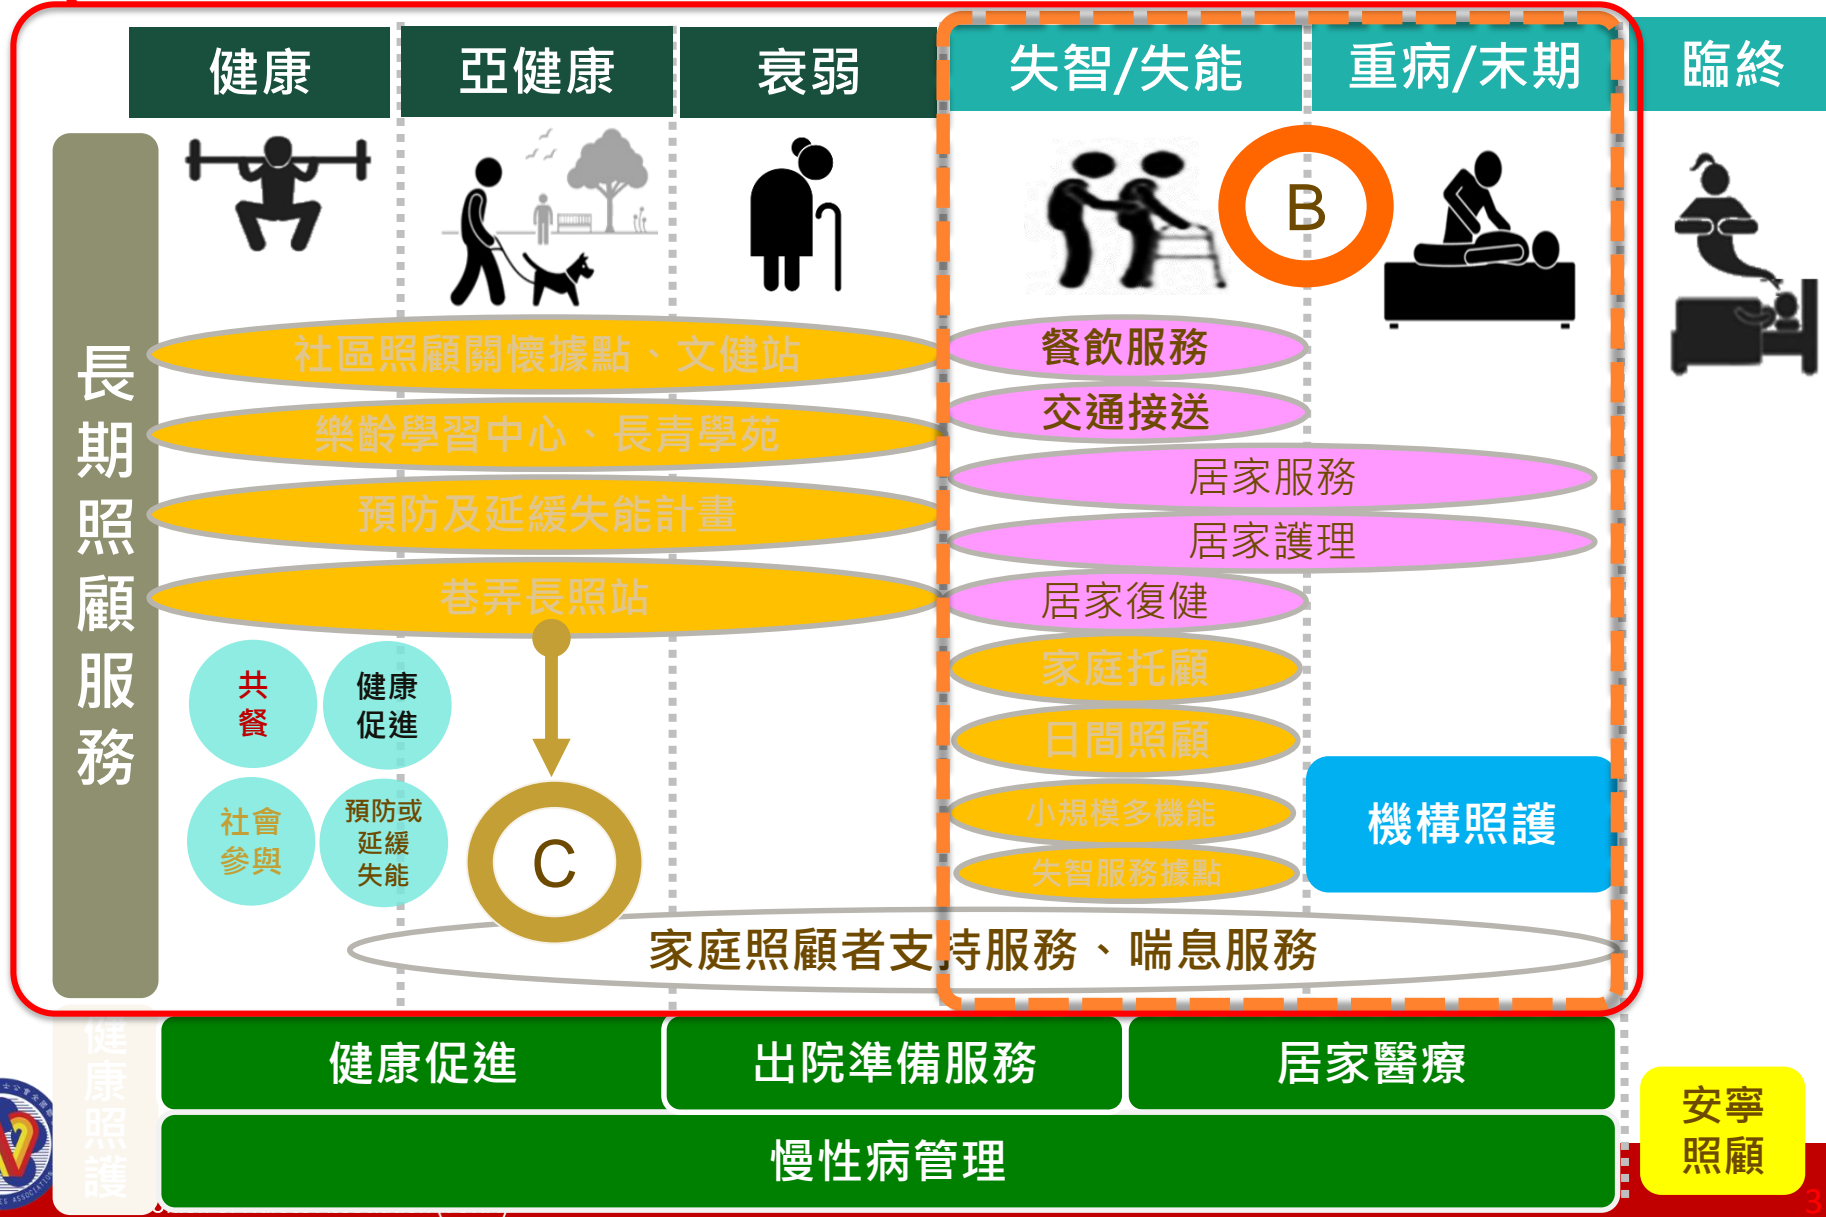 健康
亞健康
衰弱
失智/失能
重病/末期
臨終
B
長期照顧服務
社區照顧關懷據點、文健站
樂齡學習中心、長青學苑
預防及延緩失能計畫
巷弄長照站
餐飲服務
交通接送
居家服務
居家護理
居家復健
家庭托顧
日間照顧
小規模多機能
失智服務據點
共
餐
健康
促進
社會
參與
預防或
延緩
失能
C
機構照護
家庭照顧者支持服務、喘息服務
健康照護
健康促進
出院準備服務
居家醫療
慢性病管理
安寧
照顧
3